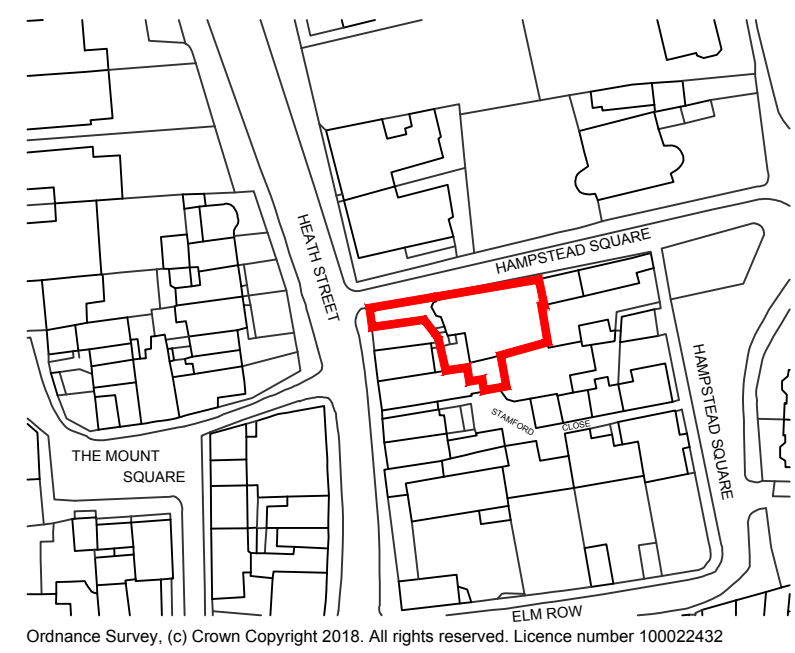 HEATH STREET
HAMPSTEAD SQUARE
HAMPSTEAD SQUARE
STAMFORD
CLOSE
THE MOUNT
SQUARE
ELM ROW
Ordnance Survey, (c) Crown Copyright 2018. All rights reserved. Licence number 100022432